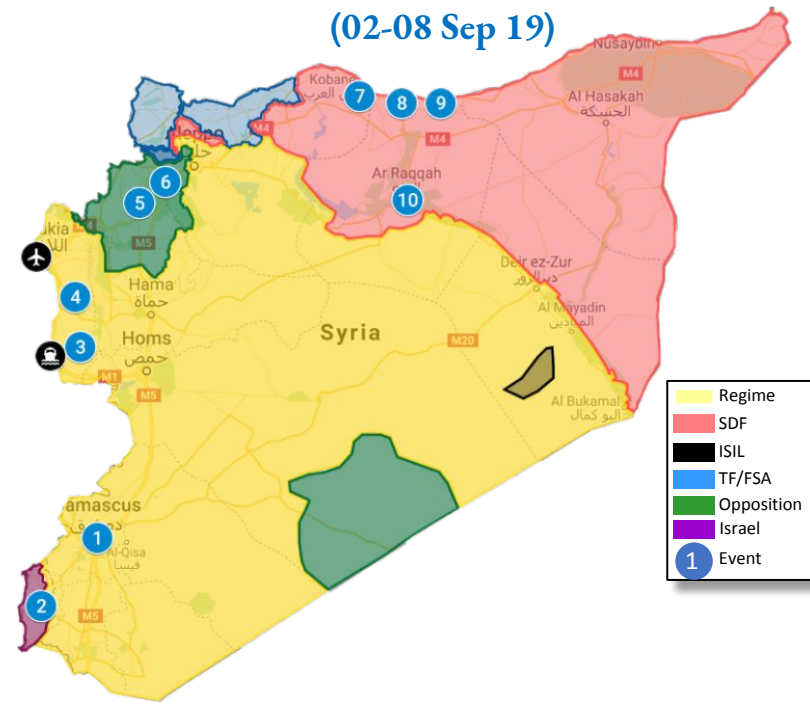 (02-08 Sep 19)
Nusaybin
Kobane
العرب
7
8
9
M4
Al Hasakah
الحسكة
M4
M4
Ar Raqqah
10
6
5
M5
Deir ez-Zur
دير الزور
4
Hama
حماة
Al Mayadin
الميادين
Syria
3
Homs
حمص
M20
M1
M5
Al Bukamal
البو كمال
1
Al-Qisa
قيسا
2
M5
Regime
SDF
ISIL
TF/FSA
Opposition
Israel
1 Event